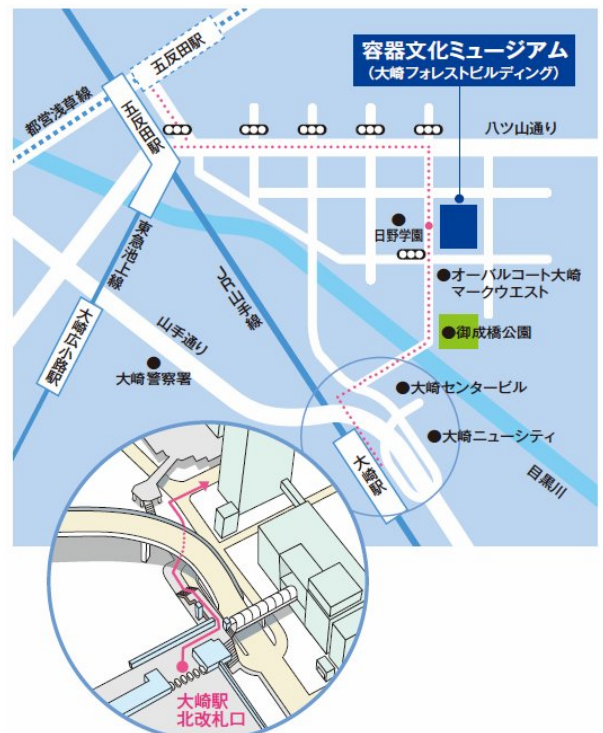 五反田駅
容器文化ミュージアム
(大崎フォレストビルディング)
都営浅草線
五反田駅
八ツ山通り
日野学園
東急池上線
JR山手線
オーバルコート大崎
マークウエスト
大崎広小路駅
山手通り
御成橋公園
大崎警察署
大崎センタービル
大崎ニューシティ
大崎駅
目黒川
大崎駅
北改札口